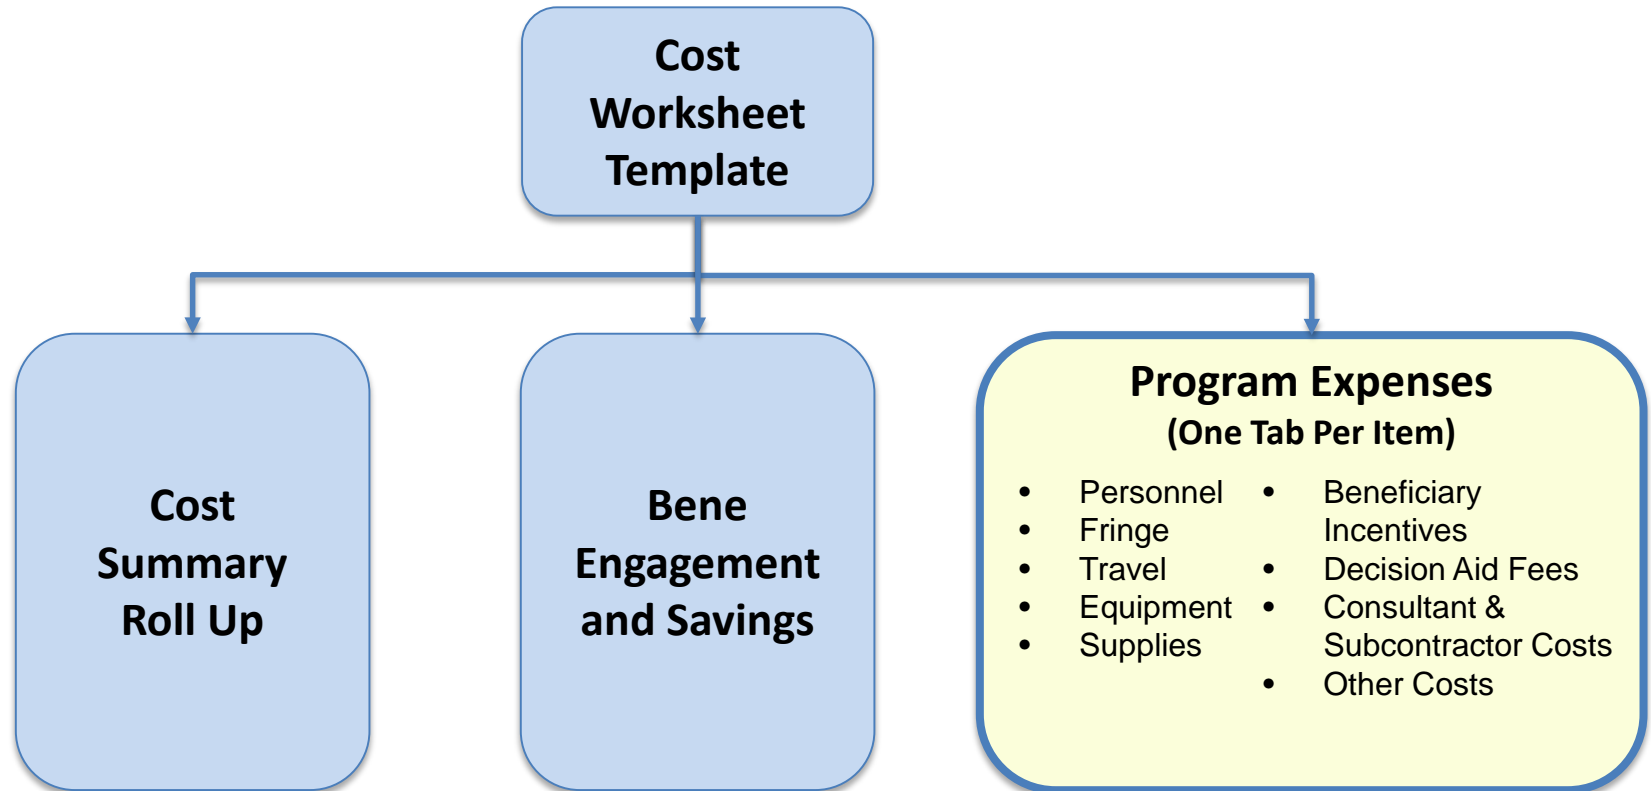 Cost
Worksheet
Template
Cost
Summary
Roll Up
Bene
Engagement
and Savings
Program Expenses
(One Tab Per Item)
• Personnel
• Fringe
• Travel
• Equipment
• Supplies
• Beneficiary
Incentives
• Decision Aid Fees
• Consultant &
Subcontractor Costs
• Other Costs